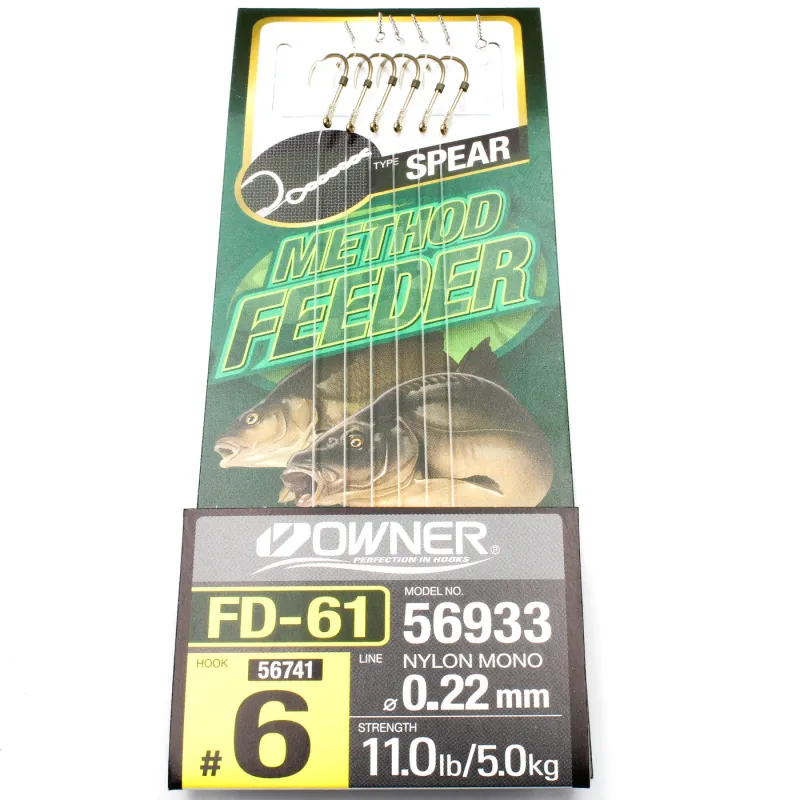 TYPE SPEAR
METHOD
FEEDER
OWNER®
PERFECTION IN HOOKS
FD-61
MODEL NO.
56933
HOOK 56741
#6
LINE NYLON MONO
⌀0.22 mm
STRENGTH
11.0lb/5.0kg